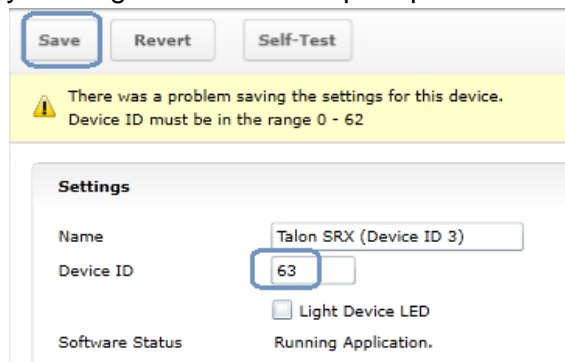 Save Revert Self-Test
There was a problem saving the settings for this device.
Device ID must be in the range 0 - 62
Settings
Name Talon SRX (Device ID 3)
Device ID 63
Light Device LED
Software Status Running Application.